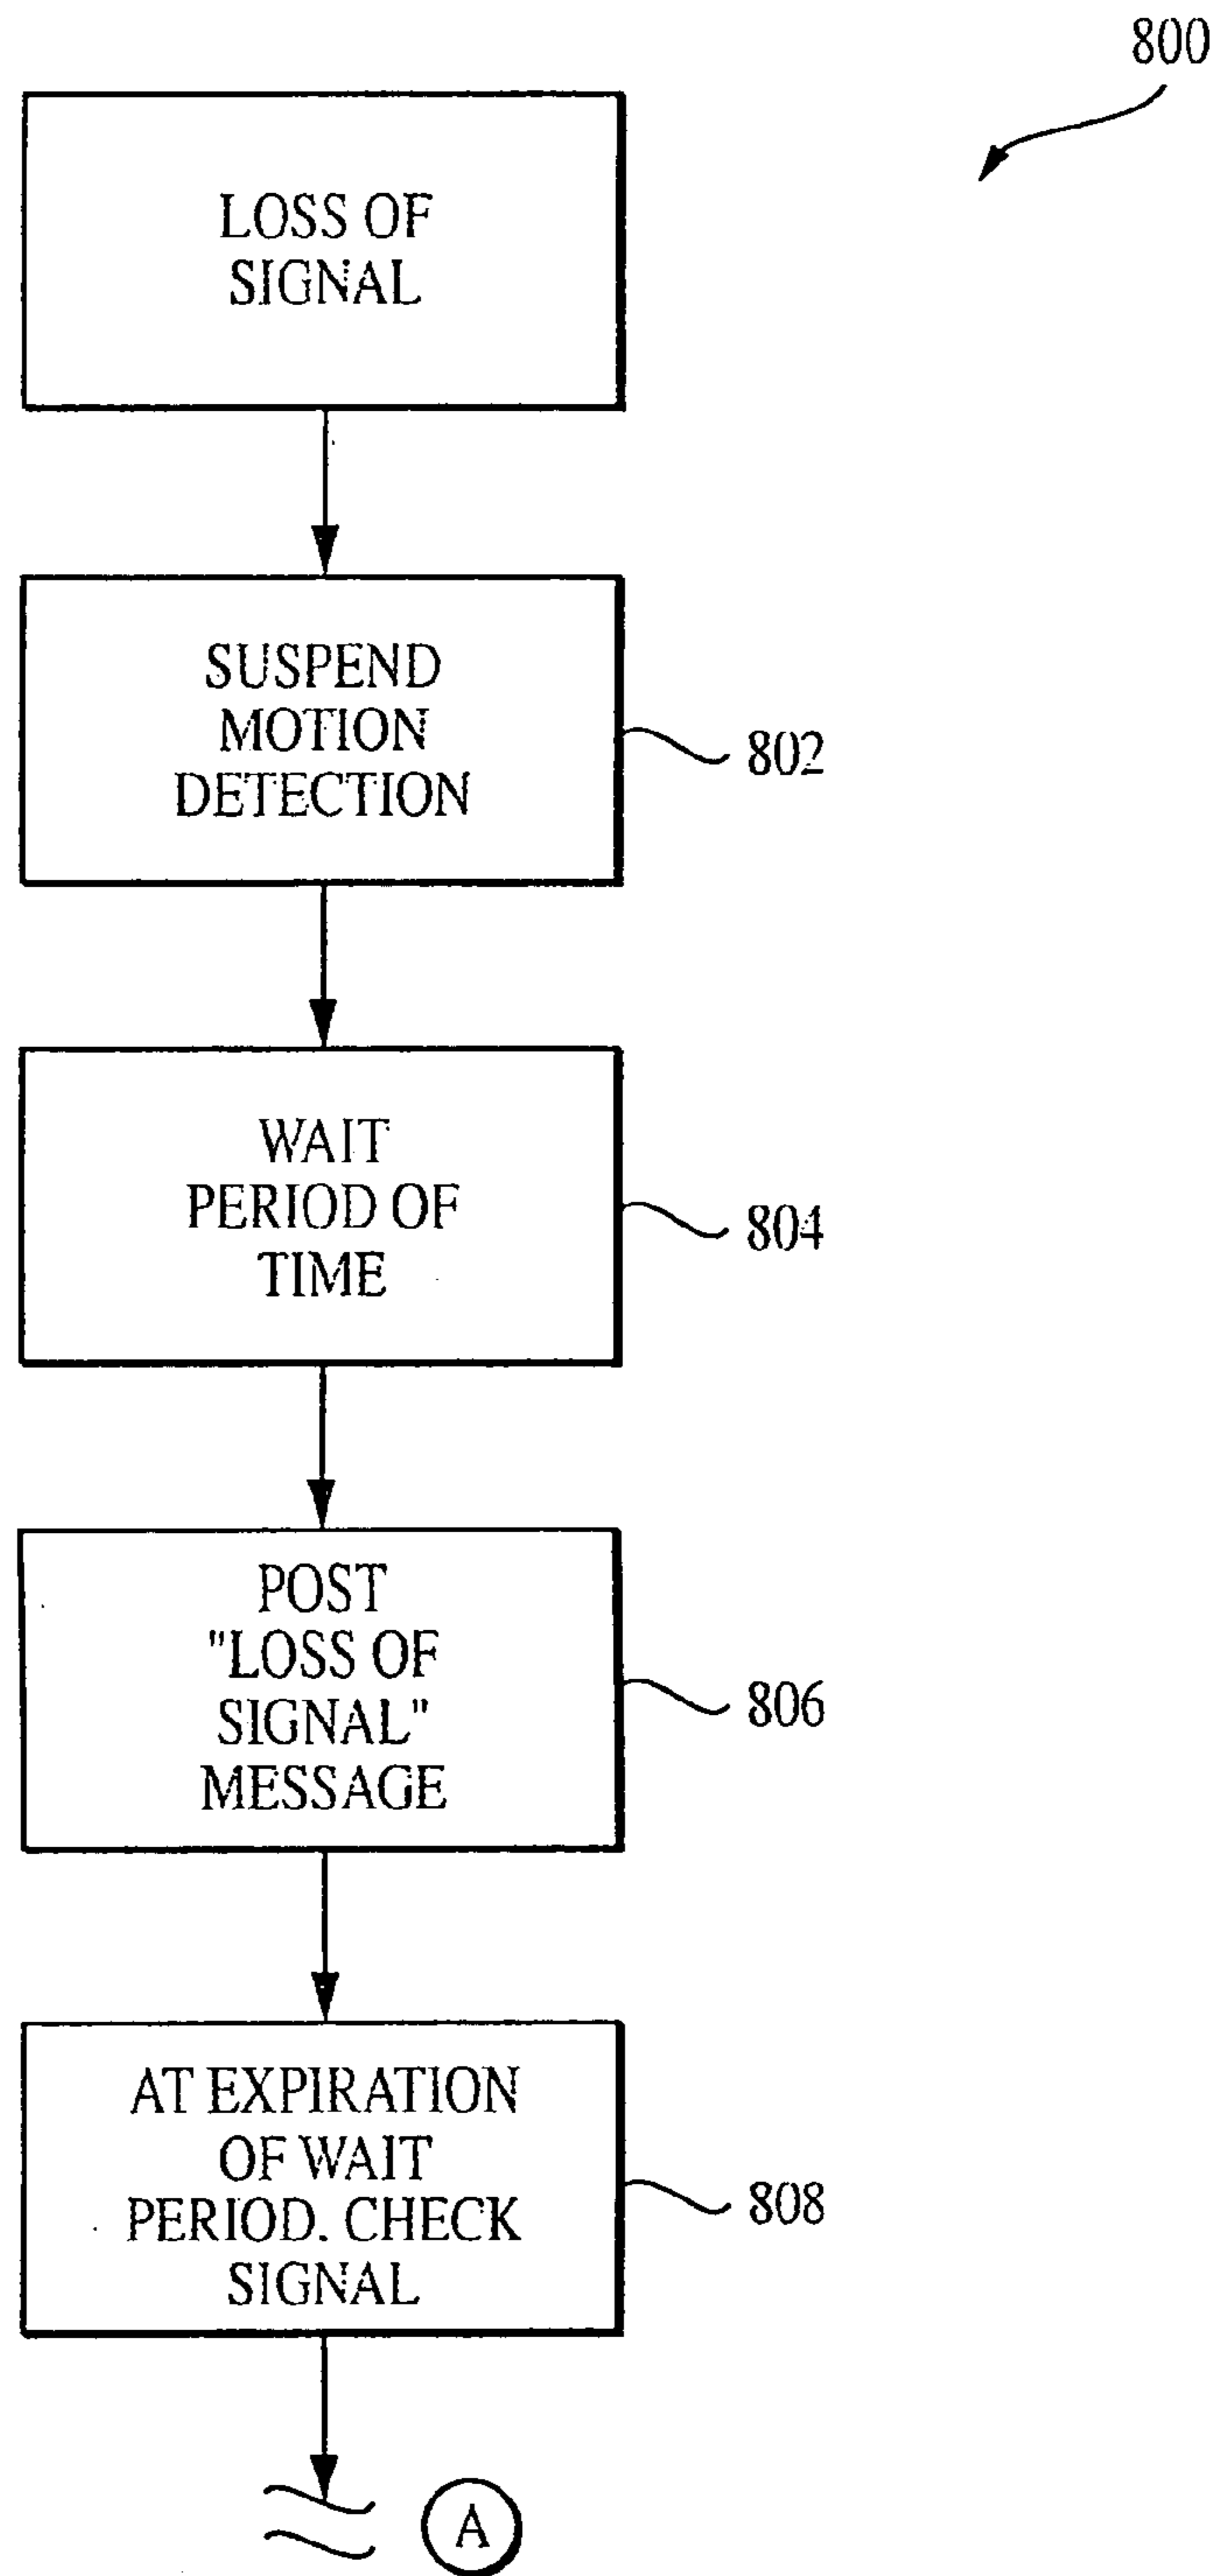 800
LOSS OF
SIGNAL
SUSPEND
MOTION
DETECTION
802
WAIT
PERIOD OF
TIME
804
POST
"LOSS OF
SIGNAL"
MESSAGE
806
AT EXPIRATION
OF WAIT
PERIOD. CHECK
SIGNAL
808
A